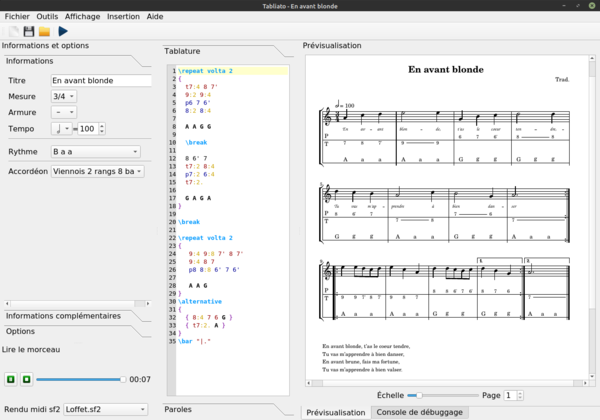 Tabliato - En avant blonde
Fichier Outils Affichage Insertion Aide
Informations et options
Informations
Titre En avant blonde
Mesure 3/4
Armure -
Tempo = 100
Rythme B a a
Accordéon Viennois 2 rangs 8 ba
Informations complémentaires
Options
Lire le morceau
00:07
Rendu midi sf2 Loffet.sf2
Tablature
1 \repeat volta 2
2 {
3 t7:4 8 7'
4 9:2 9:4
5 p6 7 6'
6 8:2 8:4
7
8 A A G G
9
10 \break
11
12 8 6' 7
13 t7:2 8:4
14 p7:2 6:4
15 t7:2.
16
17 G A G A
18 }
19
20 \break
21
22 \repeat volta 2
23 {
24 9:4 9:8 7' 8 7'
25 9:4 8 7
26 p8 8:8 6' 7 6'
27
28 A A G
29 }
30 \alternative
31 {
32 { 8:4 7 6 G }
33 { t7:2. A }
34 }
35 \bar "|."
Paroles
Prévisualisation
En avant blonde
Trad.
= 100
En avant blonde, t'as le coeur tendre,
Tu vas m'apprendre à bien danser,
En avant brune, fais ma fortune,
Tu vas m'apprendre à bien valser
Échelle Page 1
Prévisualisation Console de débuggage